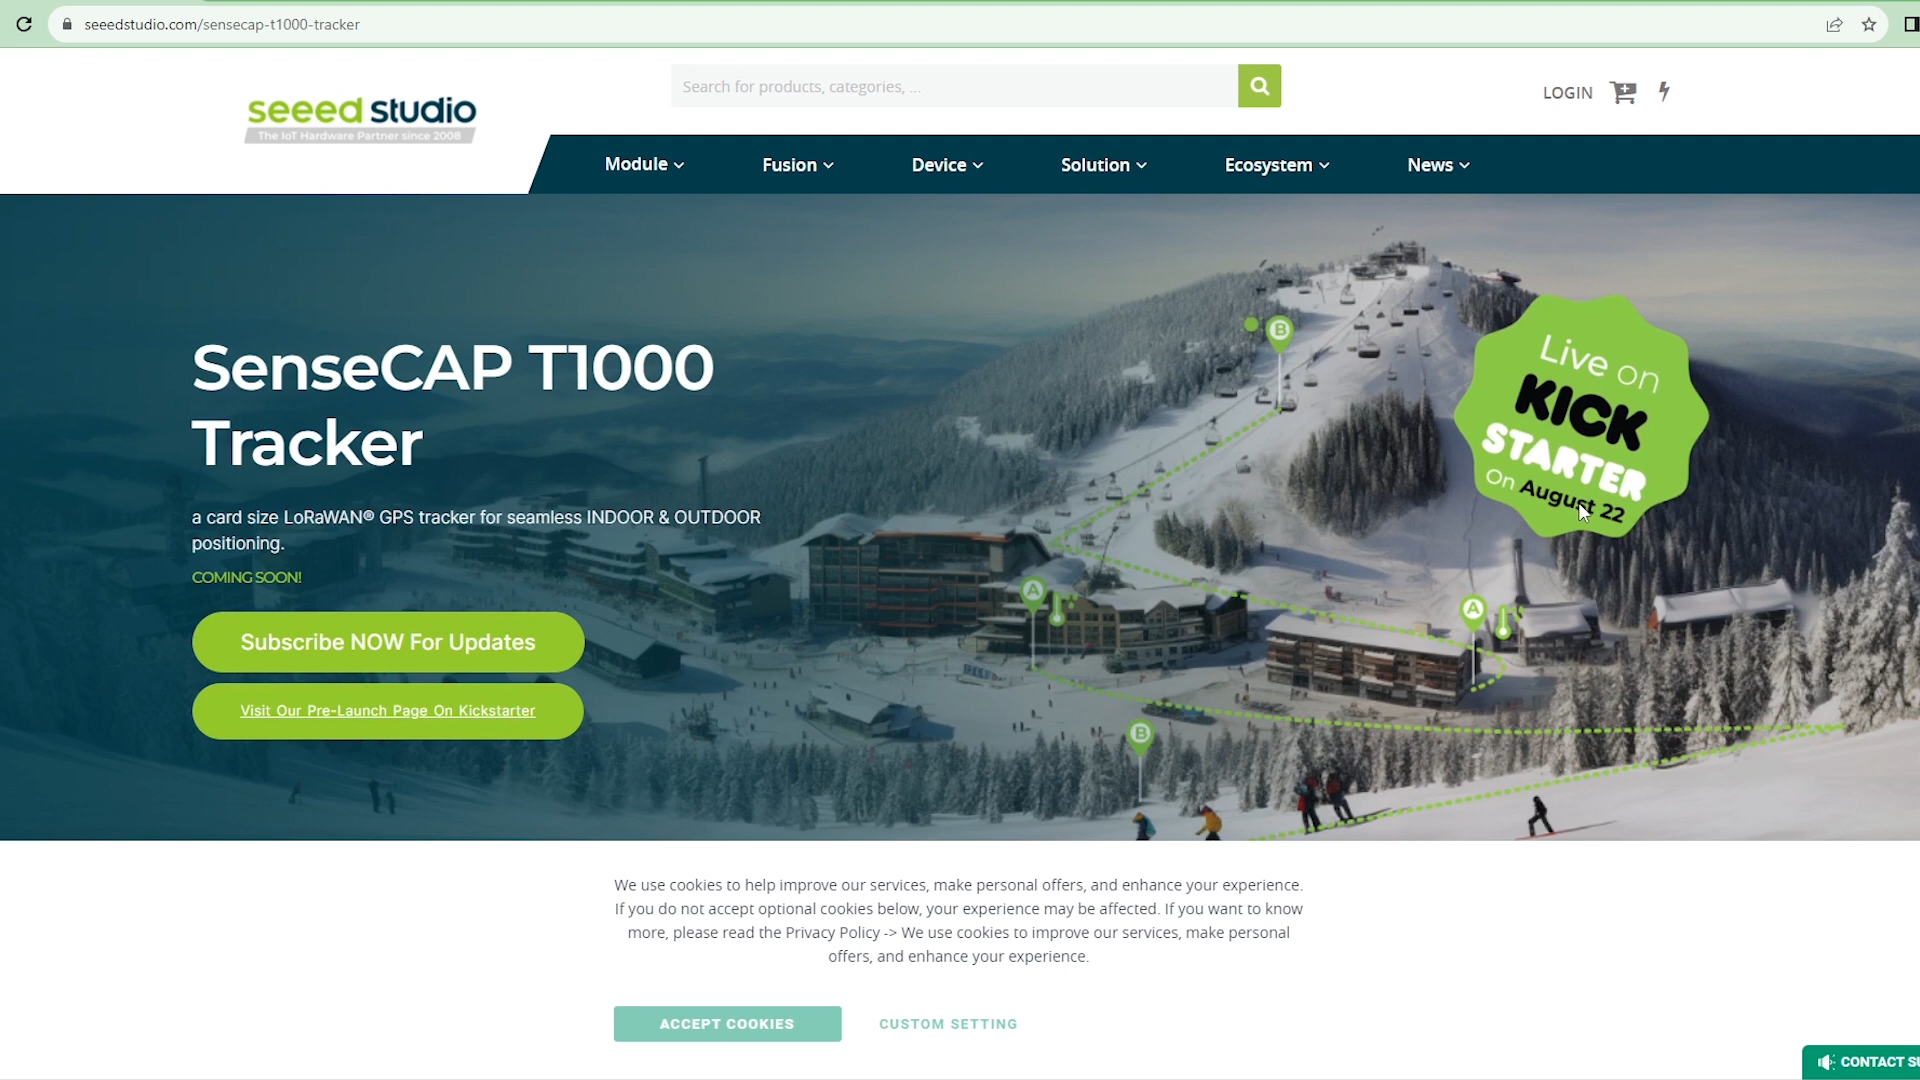 seeedstudio.com/sensecap-t1000-tracker
seeed studio
The IoT Hardware Partner since 2008
Search for products, categories, ...
LOGIN
Module
Fusion
Device
Solution
Ecosystem
News
SenseCAP T1000
Tracker
a card size LoRaWAN® GPS tracker for seamless INDOOR & OUTDOOR
positioning.
COMING SOON!
Subscribe NOW For Updates
Visit Our Pre-Launch Page On Kickstarter
Live on
KICK
STARTER
On August 22
B
A
A
B
We use cookies to help improve our services, make personal offers, and enhance your experience.
If you do not accept optional cookies below, your experience may be affected. If you want to know
more, please read the Privacy Policy -> We use cookies to improve our services, make personal
offers, and enhance your experience.
ACCEPT COOKIES
CUSTOM SETTING
CONTACT SU